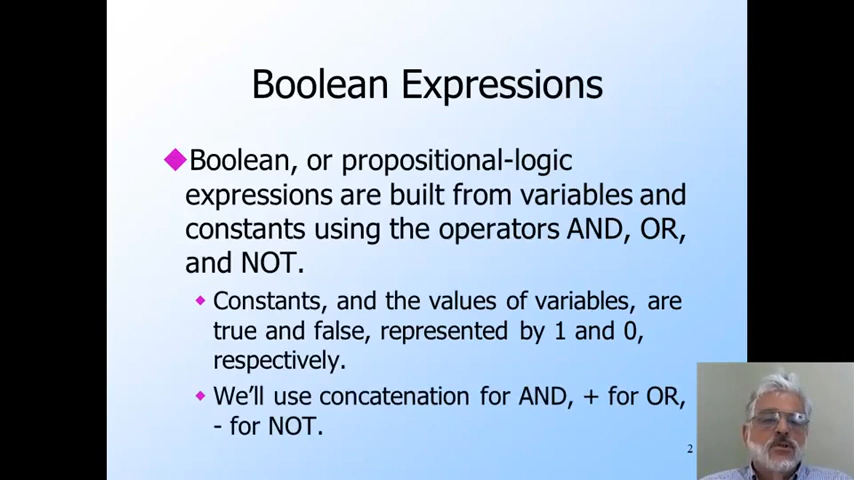 Boolean Expressions
Boolean, or propositional-logic
expressions are built from variables and
constants using the operators AND, OR,
and NOT.
Constants, and the values of variables, are
true and false, represented by 1 and 0,
respectively.
We’ll use concatenation for AND, + for OR,
- for NOT.
2